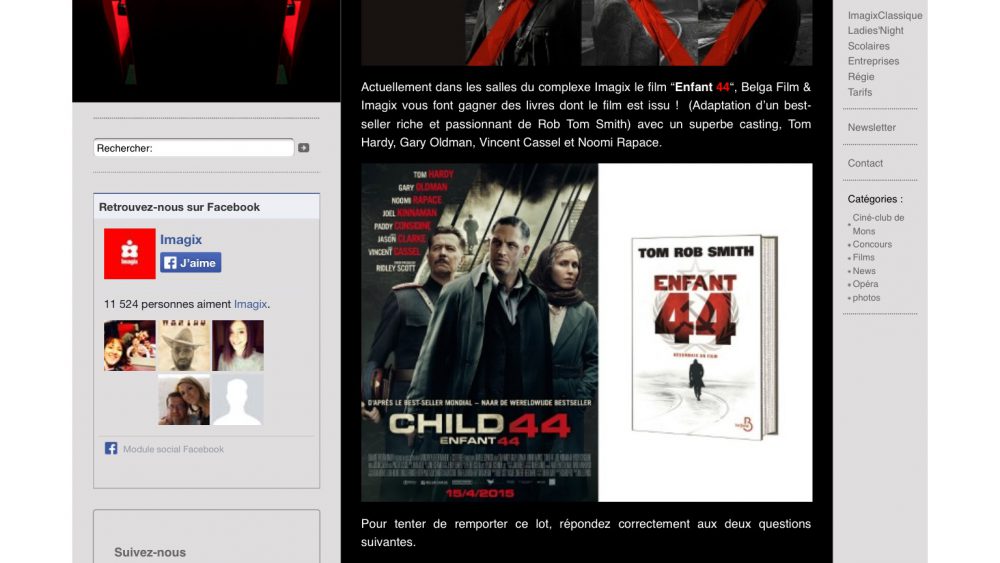 Rechercher:
Retrouvez-nous sur Facebook
Imagix
imagix
J'aime
11 524 personnes aiment Imagix.
Module social Facebook
Suivez-nous
Actuellement dans les salles du complexe Imagix le film “Enfant 44“, Belga Film &
Imagix vous font gagner des livres dont le film est issu ! (Adaptation d’un best-
seller riche et passionnant de Rob Tom Smith) avec un superbe casting, Tom
Hardy, Gary Oldman, Vincent Cassel et Noomi Rapace.
TOM HARDY
GARY OLDMAN
NOOMI RAPACE
JOEL KINNAMAN
PADDY CONSIDINE
JASON CLARKE
VINCENT CASSEL
RIDLEY SCOTT
D'APRÈS LE BEST-SELLER MONDIAL – NAAR DE WERELDWIJDE BESTSELLER
CHILD 44
ENFANT 44
15/4/2015
TOM ROB SMITH
ENFANT
44
Pour tenter de remporter ce lot, répondez correctement aux deux questions
suivantes.
ImagixClassique
Ladies'Night
Scolaires
Entreprises
Régie
Tarifs
Newsletter
Contact
Catégories :
Ciné-club de
Mons
Concours
Films
News
Opéra
photos